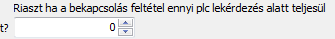 Riaszt ha a bekapcsolás feltétel ennyi plc lekérdezés alatt teljesül
t? 0